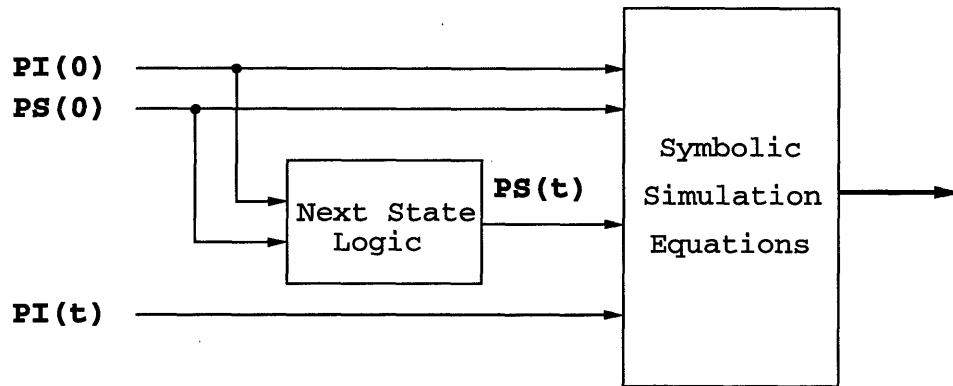 PI(0)
PS(0)
Next State
Logic
PS(t)
PI(t)
Symbolic
Simulation
Equations